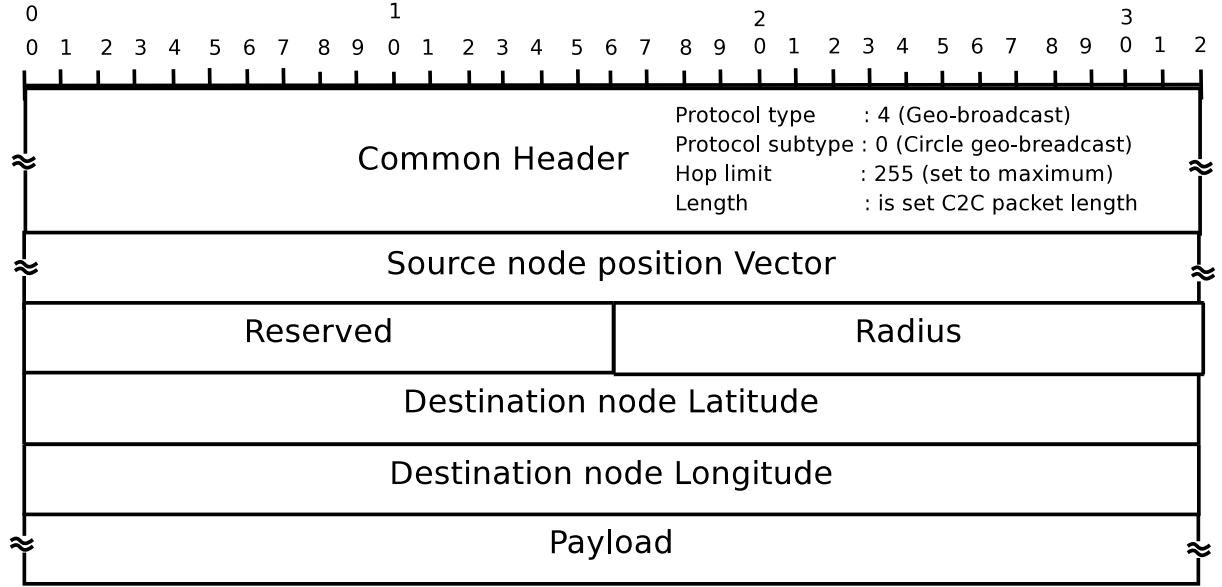 0 1 2 3
0 1 2 3 4 5 6 7 8 9 0 1 2 3 4 5 6 7 8 9 0 1 2 3 4 5 6 7 8 9 0 1 2
Protocol type : 4 (Geo-broadcast)
Protocol subtype : 0 (Circle geo-breadcast)
Common Header
Hop limit : 255 (set to maximum)
Length : is set C2C packet length
Source node position Vector
Reserved Radius
Destination node Latitude
Destination node Longitude
Payload